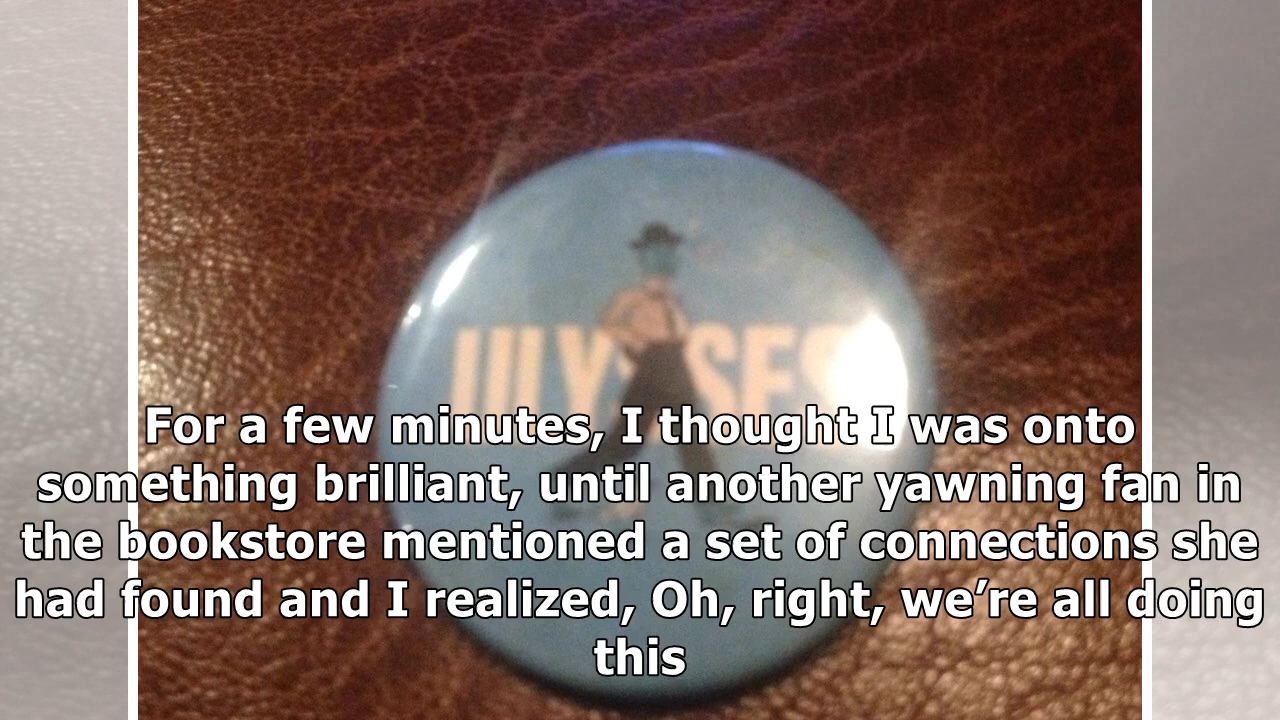 ULYSSES
For a few minutes, I thought I was onto
something brilliant, until another yawning fan in
the bookstore mentioned a set of connections she
had found and I realized, Oh, right, we’re all doing
this